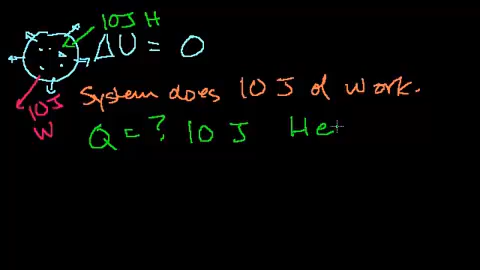 10J H
ΔU = 0
10J
W
System does 10 J of work.
Q = ? 10 J He